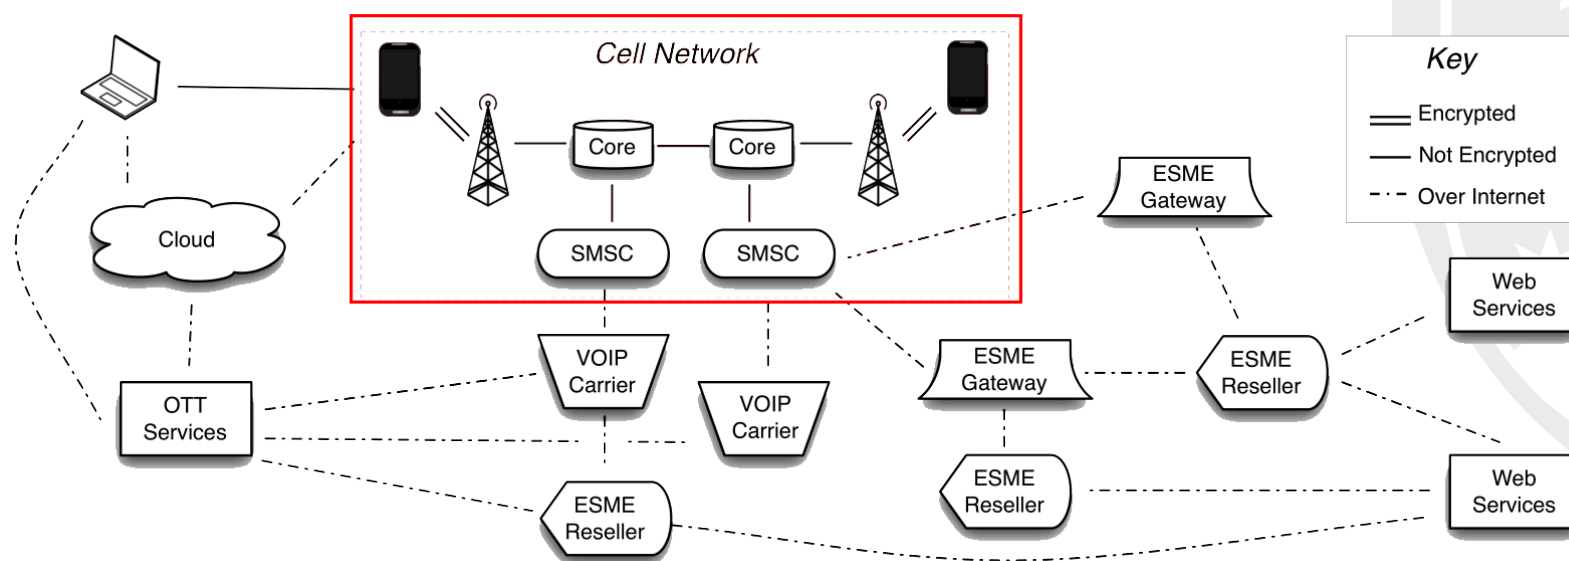 Cell Network
Key
Encrypted
Not Encrypted
Over Internet
Core
Core
ESME
Gateway
Cloud
SMSC
SMSC
Web
Services
VOIP
Carrier
ESME
Gateway
ESME
Reseller
OTT
Services
VOIP
Carrier
ESME
Reseller
ESME
Reseller
Web
Services